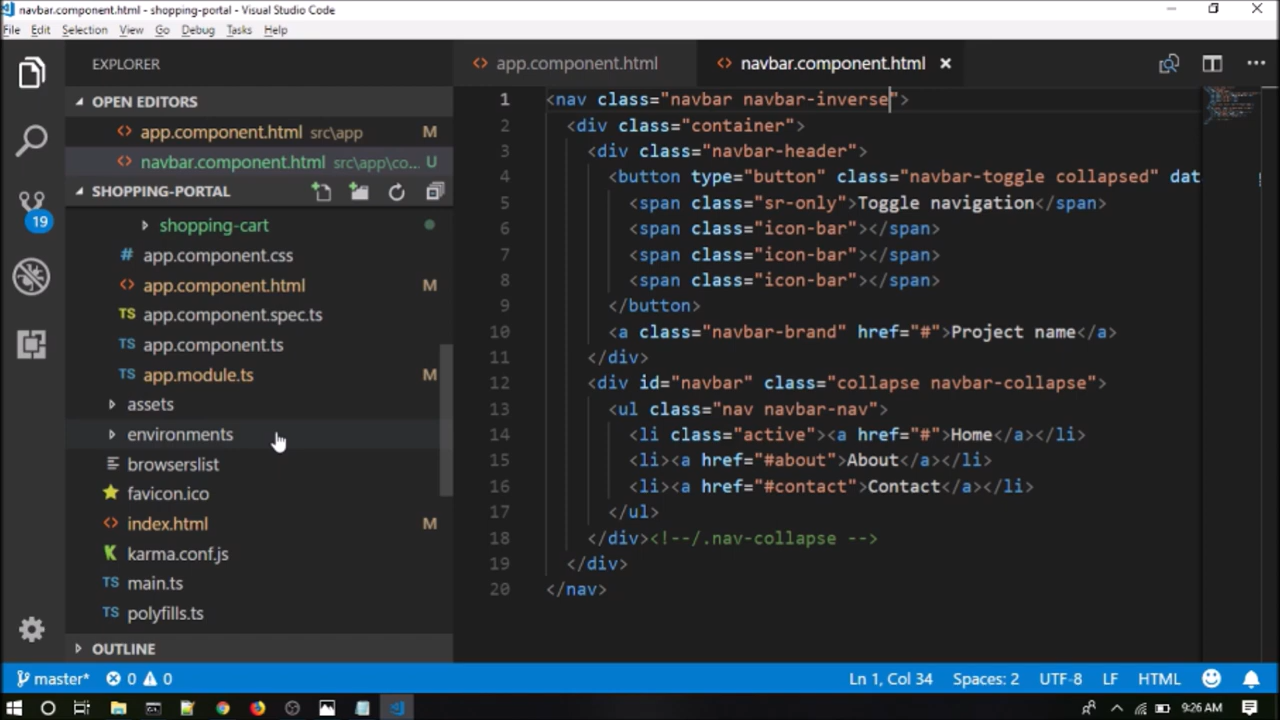 navbar.component.html - shopping-portal - Visual Studio Code
File Edit Selection View Go Debug Tasks Help
EXPLORER
OPEN EDITORS
app.component.html src\app M
navbar.component.html src\app\co... U
SHOPPING-PORTAL
shopping-cart
# app.component.css
<> app.component.html M
TS app.component.spec.ts
TS app.component.ts
TS app.module.ts M
assets
environments
browserslist
favicon.ico
<> index.html M
K karma.conf.js
TS main.ts
TS polyfills.ts
OUTLINE
19
<> app.component.html
<> navbar.component.html
1 <nav class="navbar navbar-inverse">
2 <div class="container">
3 <div class="navbar-header">
4 <button type="button" class="navbar-toggle collapsed" dat
5 <span class="sr-only">Toggle navigation</span>
6 <span class="icon-bar"></span>
7 <span class="icon-bar"></span>
8 <span class="icon-bar"></span>
9 </button>
10 <a class="navbar-brand" href="#">Project name</a>
11 </div>
12 <div id="navbar" class="collapse navbar-collapse">
13 <ul class="nav navbar-nav">
14 <li class="active"><a href="#">Home</a></li>
15 <li><a href="#about">About</a></li>
16 <li><a href="#contact">Contact</a></li>
17 </ul>
18 </div><!--/.nav-collapse -->
19 </div>
20 </nav>
master* 0 0 Ln 1, Col 34 Spaces: 2 UTF-8 LF HTML
9:26 AM